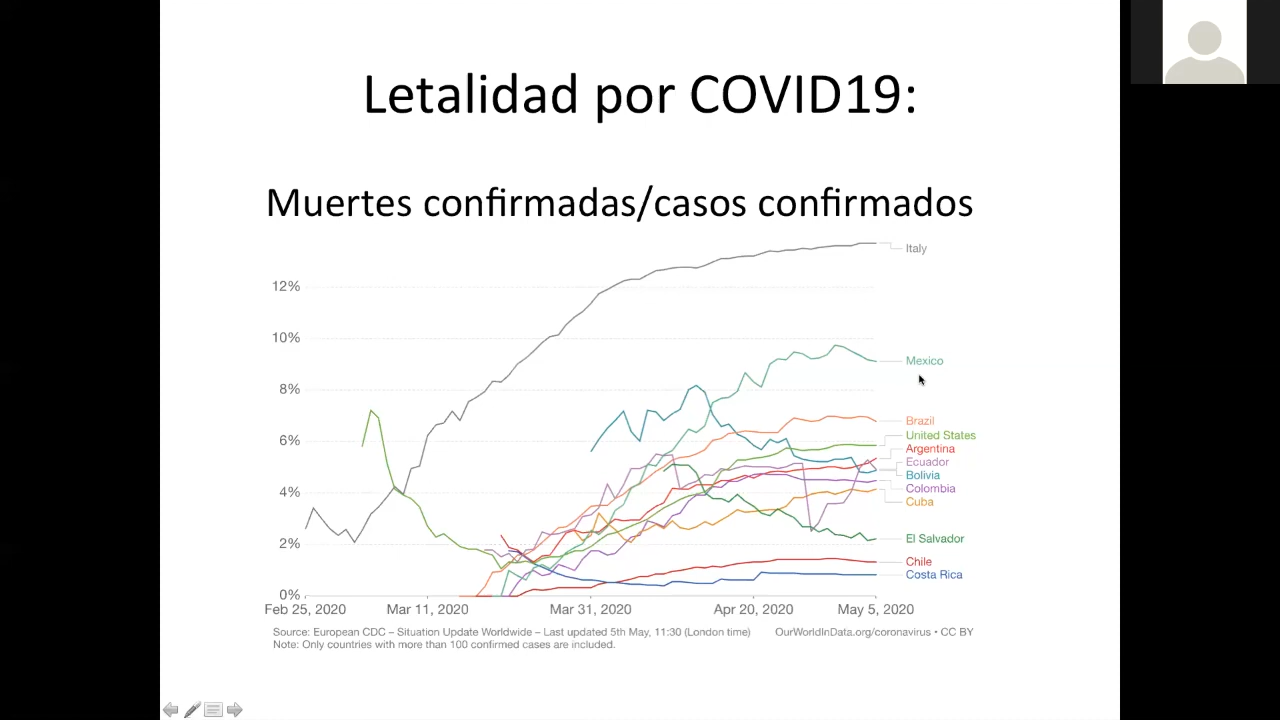 Letalidad por COVID19:
Muertes confirmadas/casos confirmados
Italy
12%
10%
Mexico
8%
Brazil
6%
United States
Argentina
Ecuador
Bolivia
4%
Colombia
Cuba
2%
El Salvador
Chile
Costa Rica
0%
Feb 25, 2020 Mar 11, 2020 Mar 31, 2020 Apr 20, 2020 May 5, 2020
Source: European CDC – Situation Update Worldwide – Last updated 5th May, 11:30 (London time) OurWorldInData.org/coronavirus • CC BY
Note: Only countries with more than 100 confirmed cases are included.